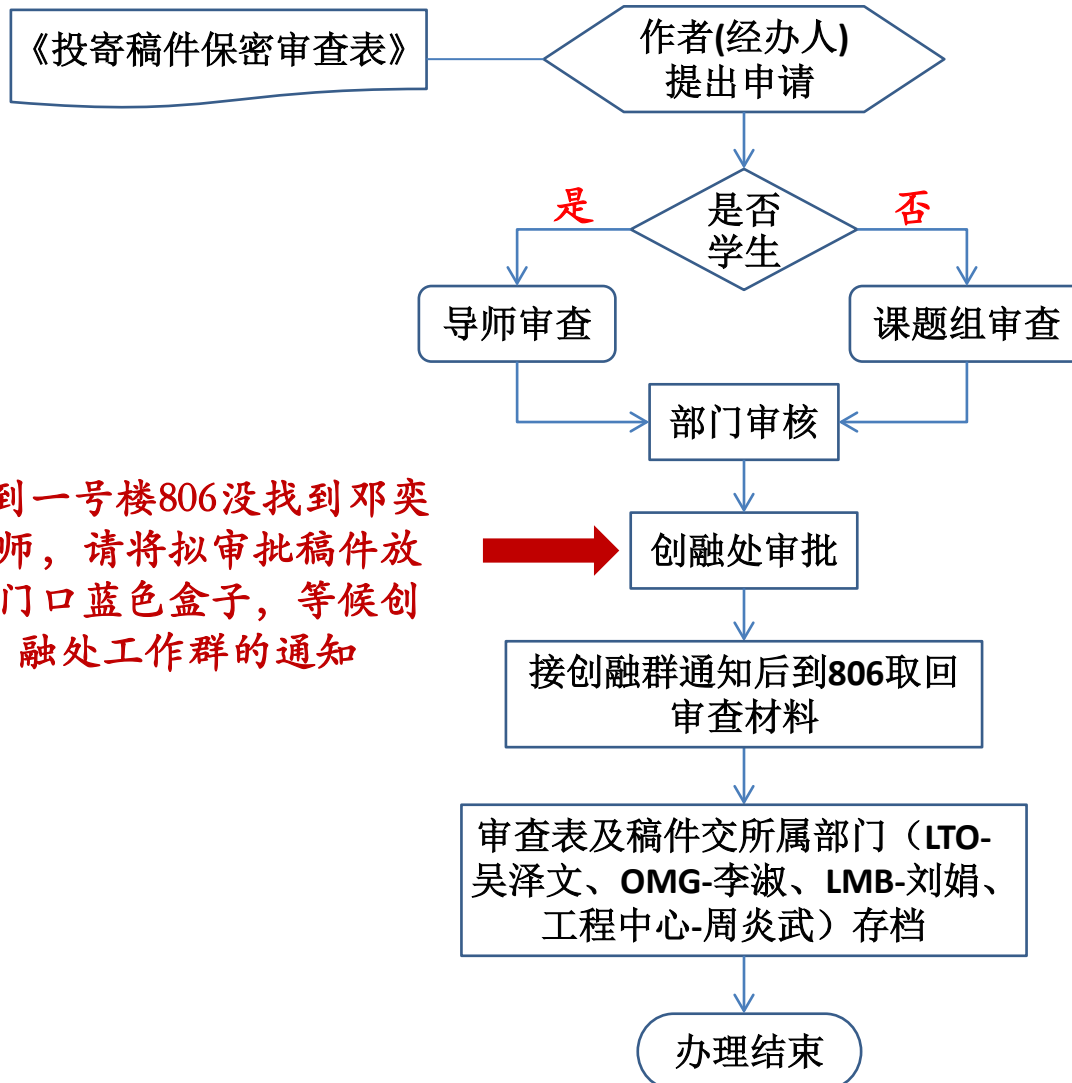 《投寄稿件保密审查表》
作者(经办人)
提出申请
是否
学生
是
否
导师审查
课题组审查
部门审核
到一号楼806没找到邓奕
师，请将拟审批稿件放
门口蓝色盒子，等候创
融处工作群的通知
创融处审批
接创融群通知后到806取回
审查材料
审查表及稿件交所属部门（LTO-
吴泽文、OMG-李淑、LMB-刘娟、
工程中心-周炎武）存档
办理结束